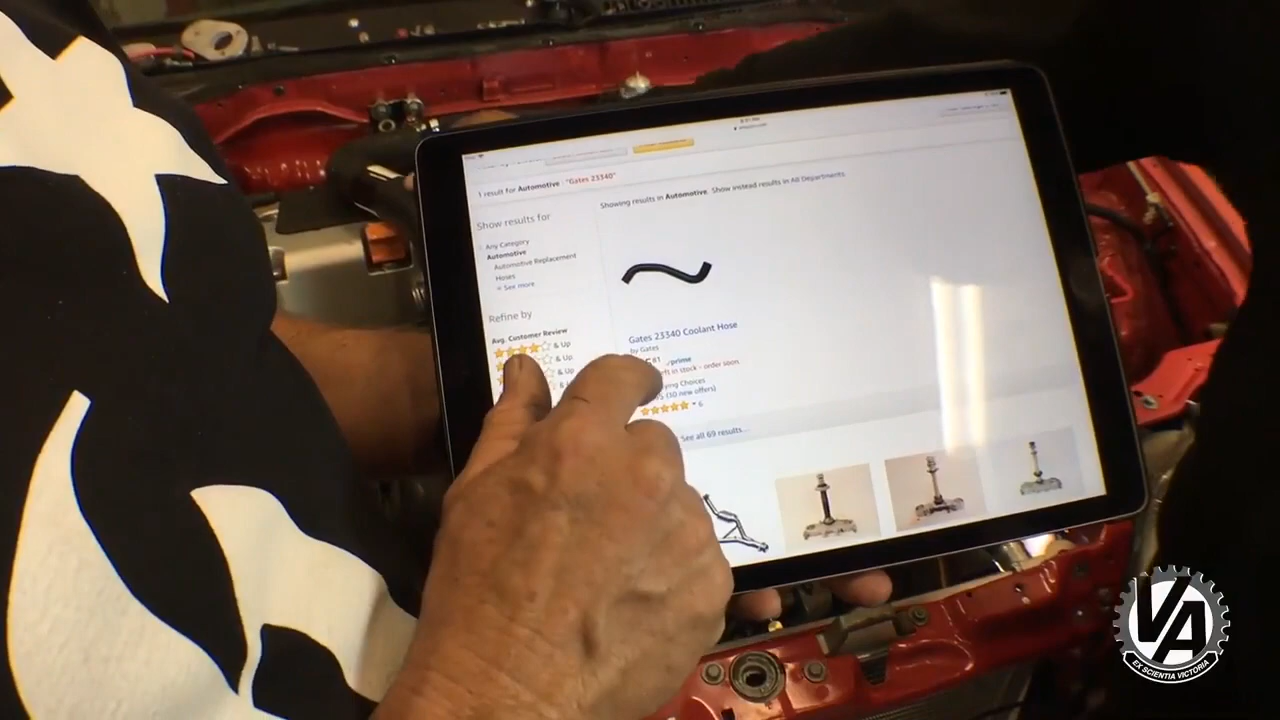 1 result for Automotive : "Gates 23340"
Showing results in Automotive. Show instead results in All Departments.
Show results for
Any Category
Automotive
Automotive Replacement
Hoses
See more
Refine by
Avg. Customer Review
& Up
& Up
& Up
Gates 23340 Coolant Hose
by Gates
prime
left in stock - order soon.
Choices
(30 new offers)
6
See all 69 results...
VA
EX SCIENTIA VICTORIA